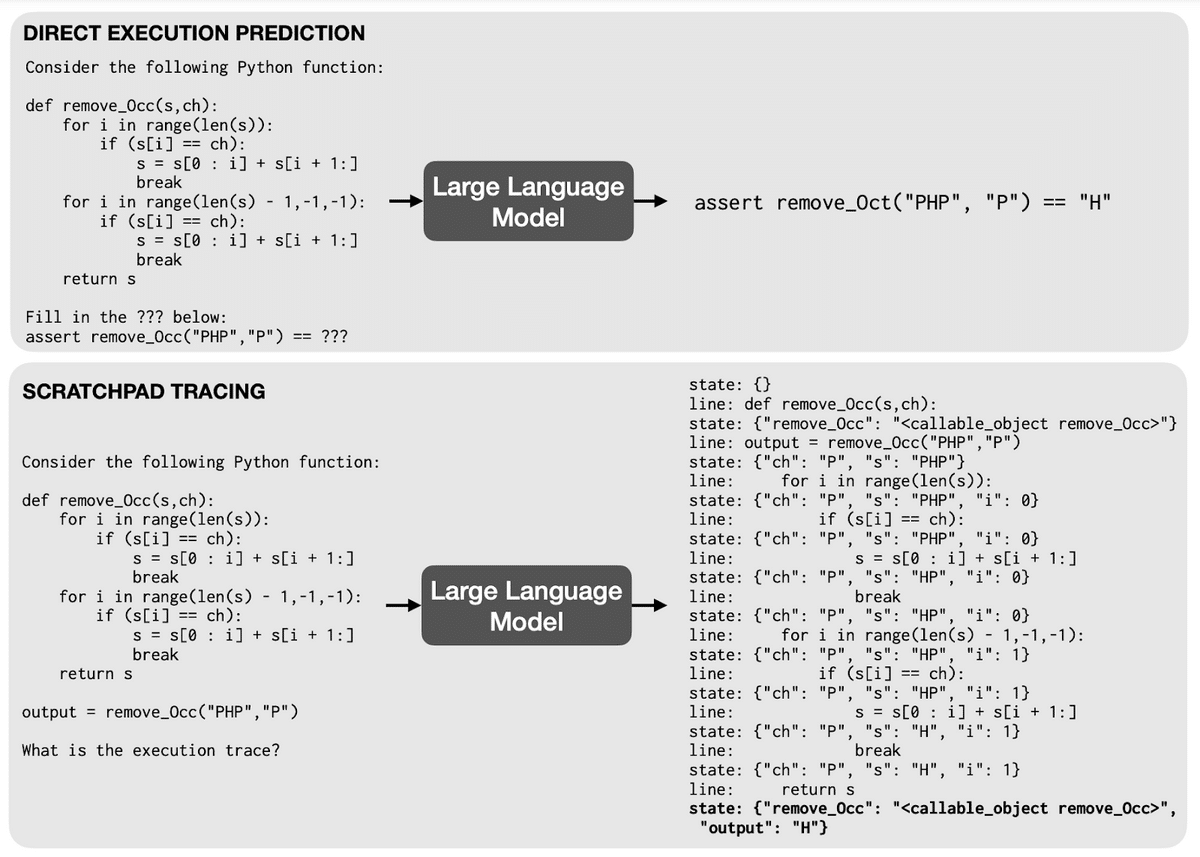 DIRECT EXECUTION PREDICTION
Consider the following Python function:
def remove_Occ(s,ch):
    for i in range(len(s)):
        if (s[i] == ch):
            s = s[0 : i] + s[i + 1:]
            break
    for i in range(len(s) - 1,-1,-1):
        if (s[i] == ch):
            s = s[0 : i] + s[i + 1:]
            break
    return s
Fill in the ??? below:
assert remove_Occ("PHP","P") == ???
Large Language
Model
assert remove_Oct("PHP", "P") == "H"
SCRATCHPAD TRACING
Consider the following Python function:
def remove_Occ(s,ch):
    for i in range(len(s)):
        if (s[i] == ch):
            s = s[0 : i] + s[i + 1:]
            break
    for i in range(len(s) - 1,-1,-1):
        if (s[i] == ch):
            s = s[0 : i] + s[i + 1:]
            break
    return s
output = remove_Occ("PHP","P")
What is the execution trace?
Large Language
Model
state: {}
line: def remove_Occ(s,ch):
state: {"remove_Occ": "<callable_object remove_Occ>"}
line: output = remove_Occ("PHP","P")
state: {"ch": "P", "s": "PHP"}
line:     for i in range(len(s)):
state: {"ch": "P", "s": "PHP", "i": 0}
line:         if (s[i] == ch):
state: {"ch": "P", "s": "PHP", "i": 0}
line:             s = s[0 : i] + s[i + 1:]
state: {"ch": "P", "s": "HP", "i": 0}
line:             break
state: {"ch": "P", "s": "HP", "i": 0}
line:     for i in range(len(s) - 1,-1,-1):
state: {"ch": "P", "s": "HP", "i": 1}
line:         if (s[i] == ch):
state: {"ch": "P", "s": "HP", "i": 1}
line:             s = s[0 : i] + s[i + 1:]
state: {"ch": "P", "s": "H", "i": 1}
line:             break
state: {"ch": "P", "s": "H", "i": 1}
line:     return s
state: {"remove_Occ": "<callable_object remove_Occ>",
"output": "H"}